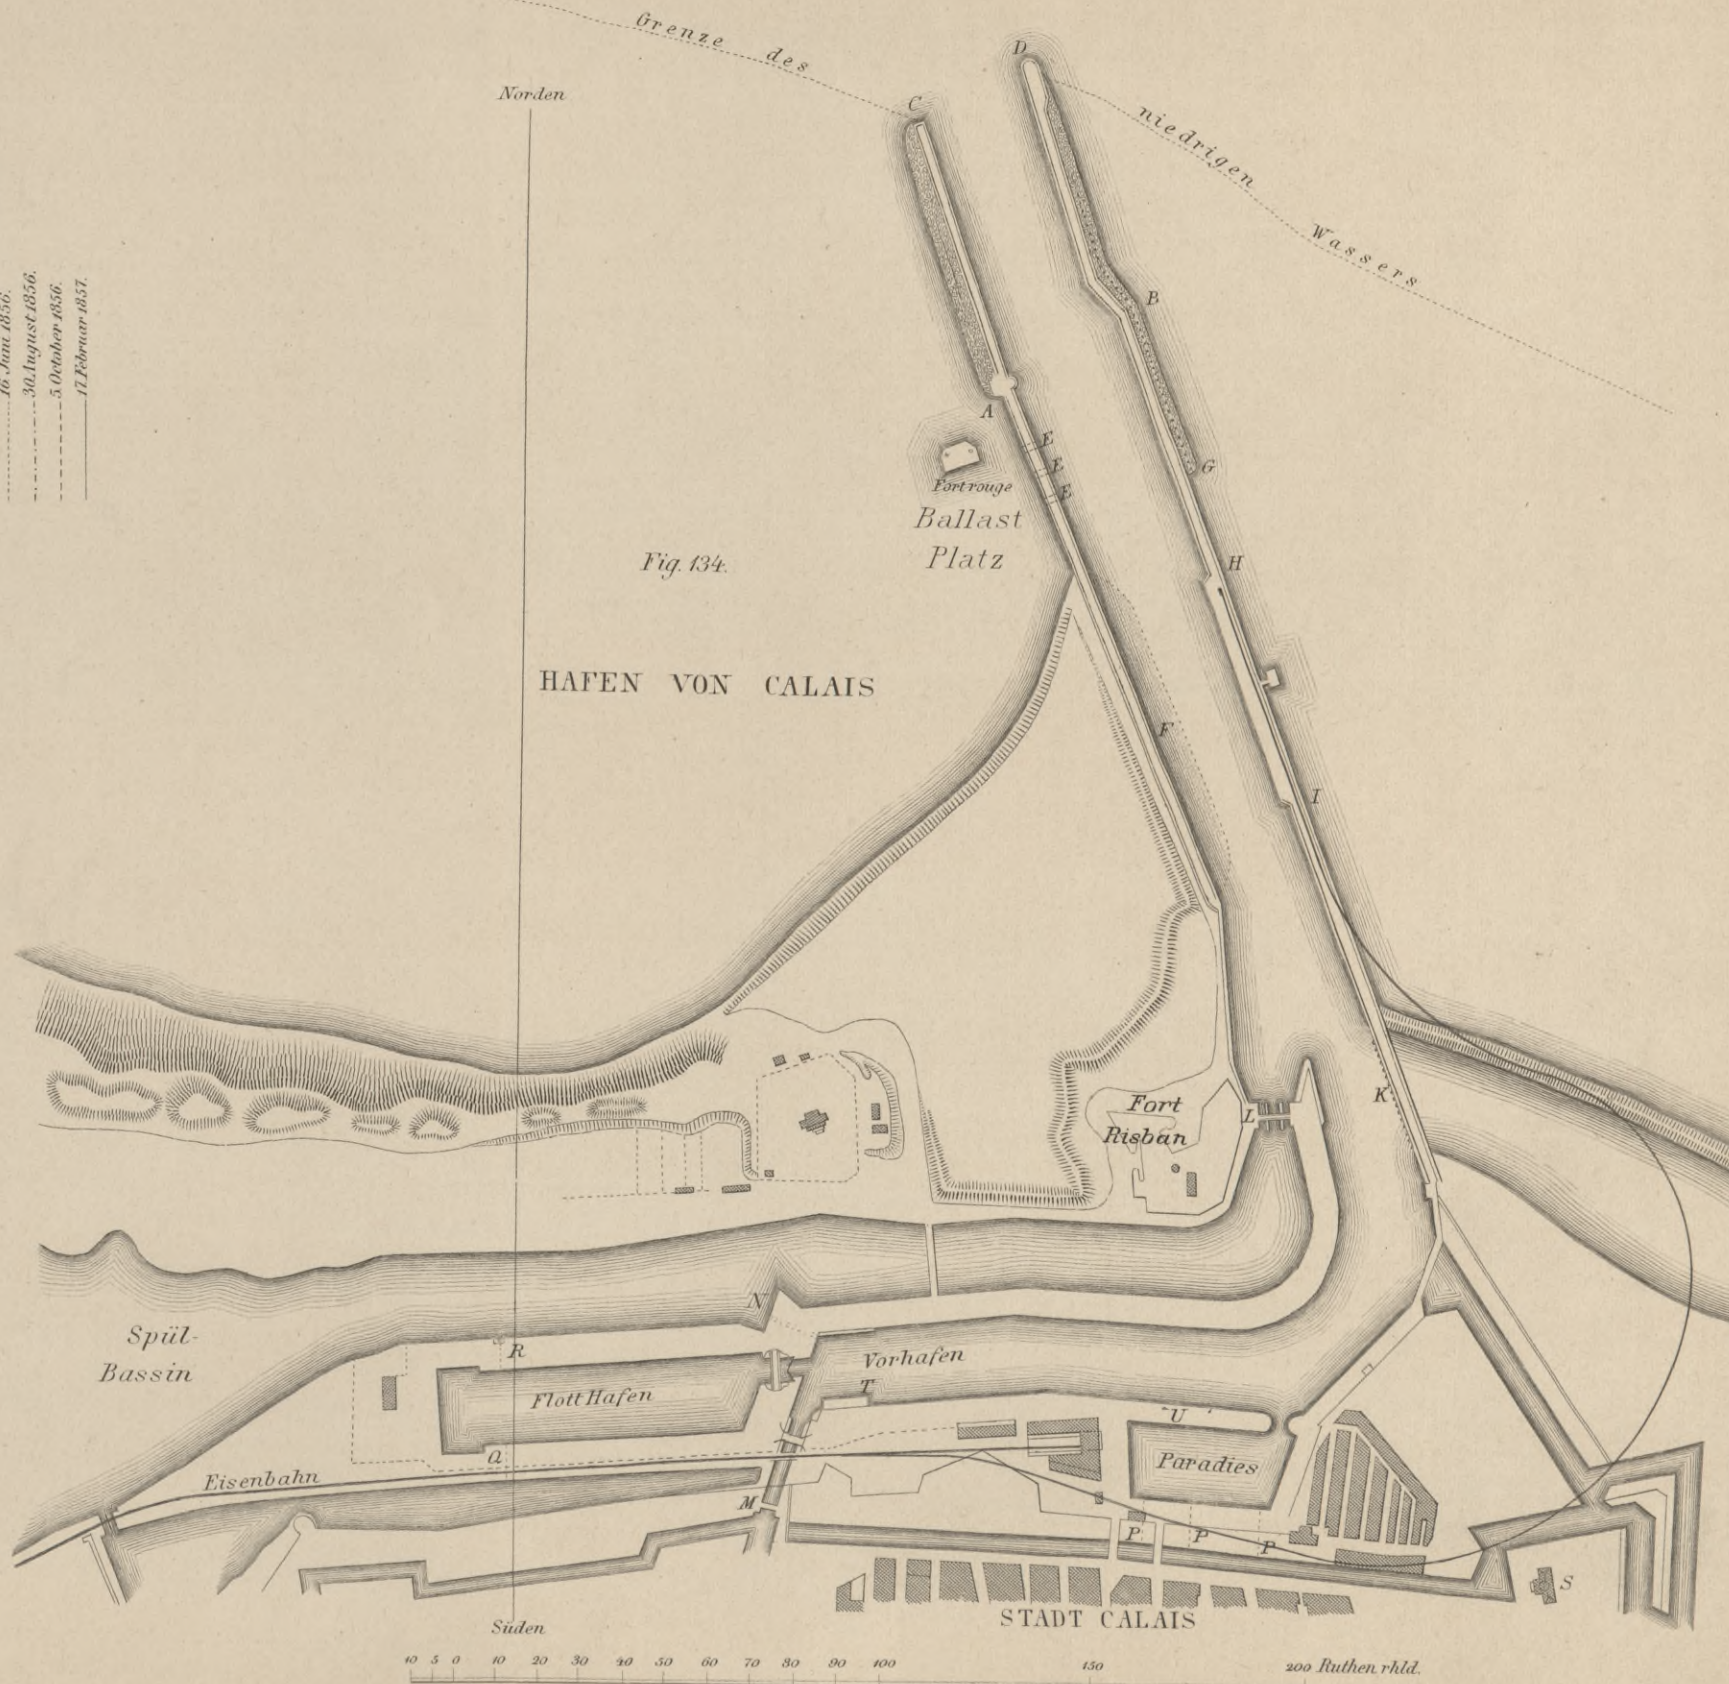 Grenze des
niedrigen
Wassers
Norden
D
C
16 Juni 1856.
30. August 1856.
5. October 1856.
17. Februar 1857.
B
A
E
E
E
G
Fort rouge
Ballast
Platz
Fig. 134.
H
HAFEN VON CALAIS
F
I
K
Fort
Risban
L
N
Spül-
Bassin
R
Vorhafen
Flott Hafen
T
U
Q
Eisenbahn
Paradies
M
P
P
P
S
STADT CALAIS
Süden
10 5 0 10 20 30 40 50 60 70 80 90 100 150 200 Ruthen rhld.